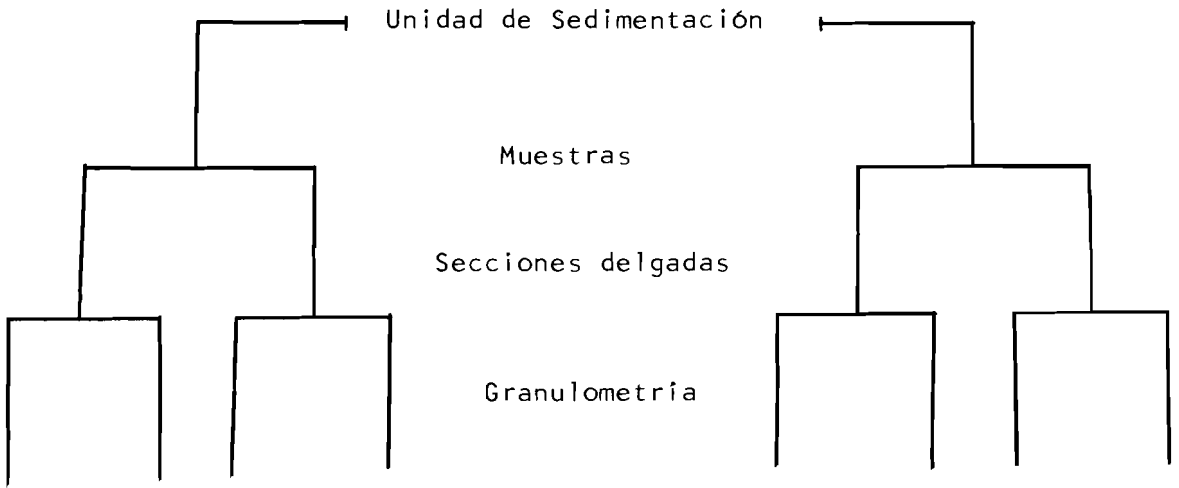 Unidad de Sedimentación
Muestras
Secciones delgadas
Granulometría